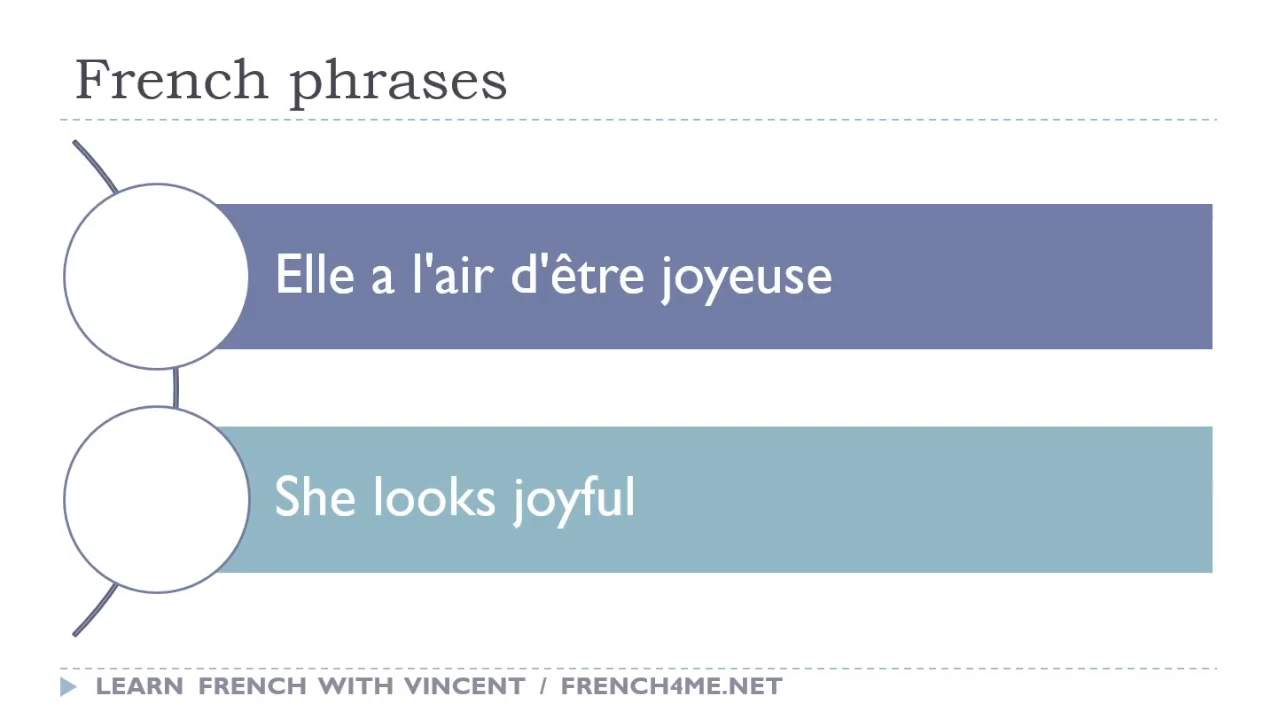 French phrases
Elle a l'air d'être joyeuse
She looks joyful
LEARN FRENCH WITH VINCENT / FRENCH4ME.NET